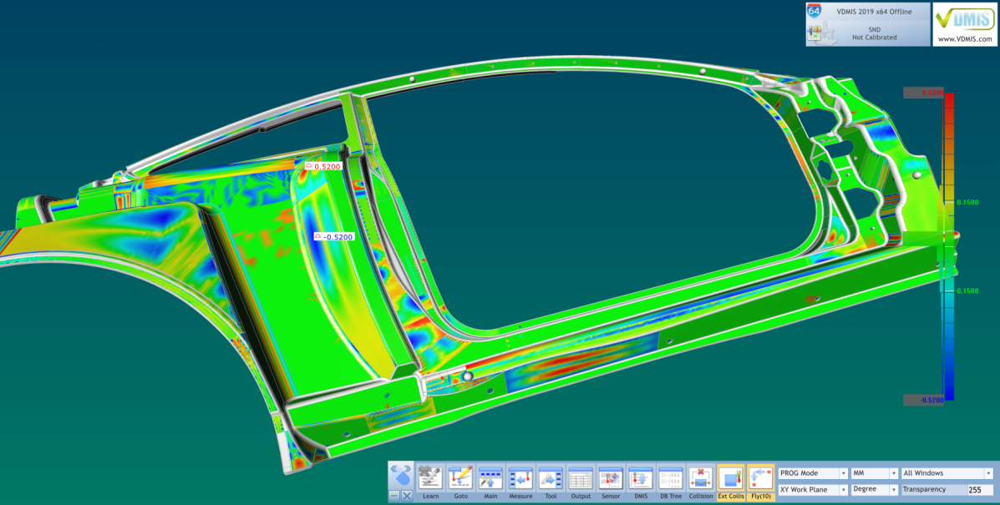 64
VDMIS 2019 x64 Offline
SND
Not Calibrated
VDMIS
www.VDMIS.com
0.5200
0.5200
0.1500
-0.5200
0.1500
-0.5200
Learn
Goto
Main
Measure
Tool
Output
Sensor
DMIS
DB Tree
Collision
Ext Collis
Fly(10)
PROG Mode
MM
All Windows
XY Work Plane
Degree
Transparency
255